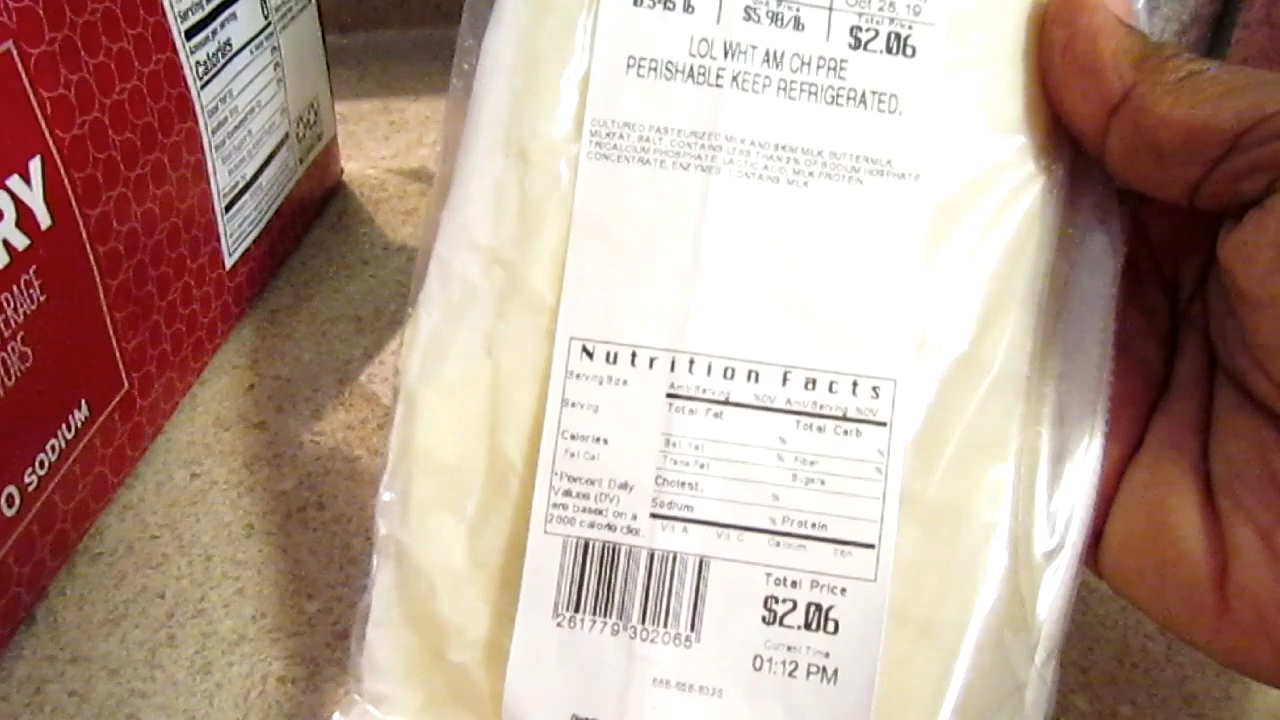 Calories
RY
ERAGE
ORS
O SODIUM
$5.98/lb
Oct 26, 19
Total Price
$2.06
LOL WHT AM CH PRE
PERISHABLE KEEP REFRIGERATED.
CULTURED PASTEURIZED MILK AND SKIM MILK, BUTTERMILK,
MILKFAT, SALT, CONTAINS LESS THAN 2% OF SODIUM PHOSPHATE
TRICALCIUM PHOSPHATE, LACTIC ACID, MILK PROTEIN
CONCENTRATE, ENZYMES. CONTAINS: MILK
Nutrition Facts
Serving Size
Amt/Serving %DV Amt/Serving %DV
Serving
Total Fat % Total Carb %
Calories
Sat Fat % Fiber %
Fat Cal
Trans Fat Sugars
Cholest. %
*Percent Daily
Values (DV)
are based on a
2000 calorie diet.
Sodium % Protein
Vit A Vit C Calcium Iron
261779 302065
Total Price
$2.06
Current Time
01:12 PM